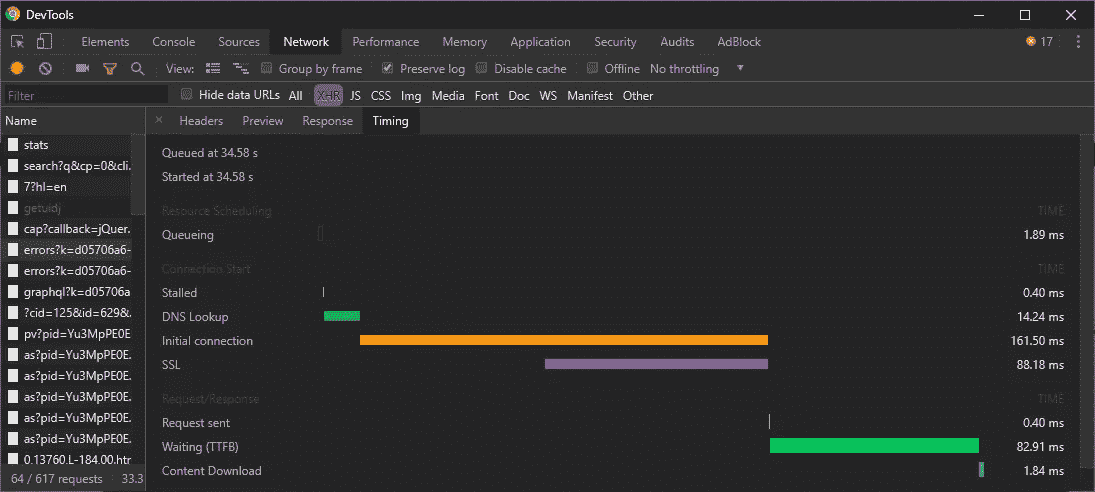 DevTools
Elements Console Sources Network Performance Memory Application Security Audits AdBlock 17
View: Group by frame Preserve log Disable cache Offline No throttling
Filter Hide data URLs All XHR JS CSS Img Media Font Doc WS Manifest Other
Name Headers Preview Response Timing
stats
search?q&cp=0&cli.
7?hl=en
getuidj
cap?callback=jQuer.
errors?k=d05706a6-
errors?k=d05706a6-
graphql?k=d05706a
?cid=125&id=629&.
pv?pid=Yu3MpPE0E
as?pid=Yu3MpPE0E.
as?pid=Yu3MpPE0E.
as?pid=Yu3MpPE0E.
as?pid=Yu3MpPE0E.
as?pid=Yu3MpPE0E.
0.13760.L-184.00.htr
64 / 617 requests 33.3
Queued at 34.58 s
Started at 34.58 s
Resource Scheduling TIME
Queueing 1.89 ms
Connection Start TIME
Stalled 0.40 ms
DNS Lookup 14.24 ms
Initial connection 161.50 ms
SSL 88.18 ms
Request/Response TIME
Request sent 0.40 ms
Waiting (TTFB) 82.91 ms
Content Download 1.84 ms